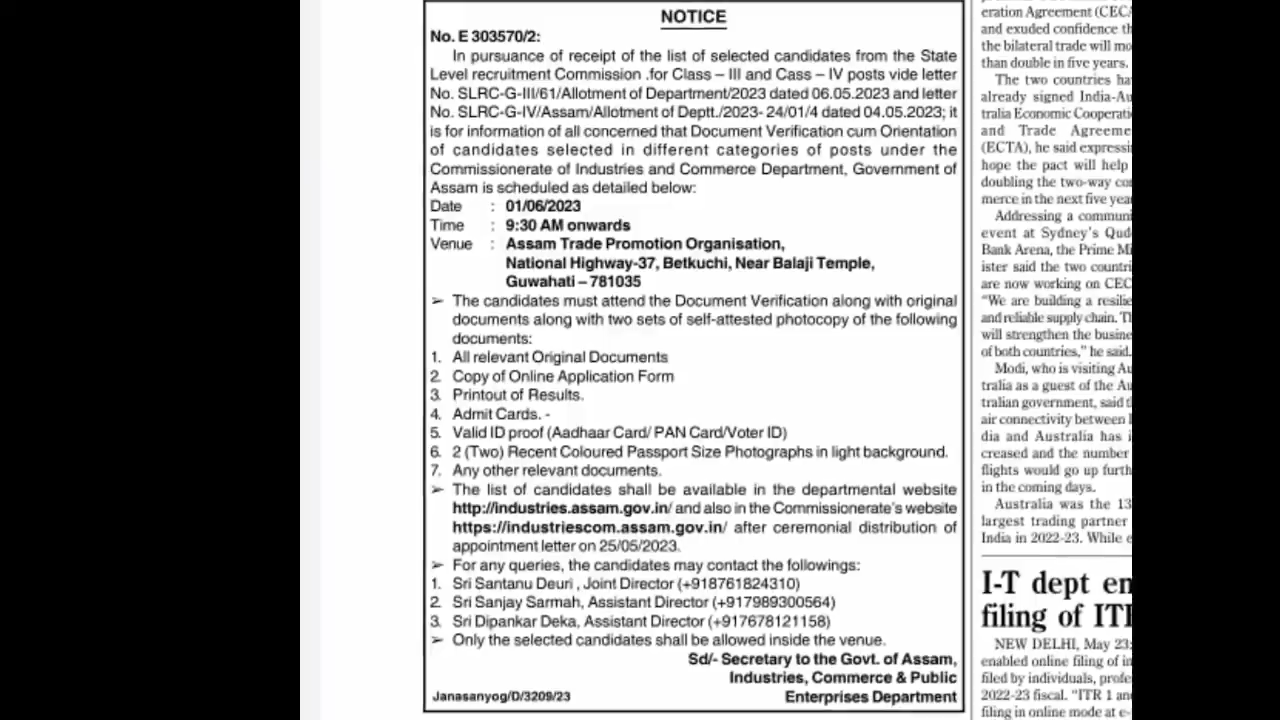 NOTICE
No. E 303570/2:
In pursuance of receipt of the list of selected candidates from the State
Level recruitment Commission .for Class – III and Cass – IV posts vide letter
No. SLRC-G-III/61/Allotment of Department/2023 dated 06.05.2023 and letter
No. SLRC-G-IV/Assam/Allotment of Deptt./2023- 24/01/4 dated 04.05.2023; it
is for information of all concerned that Document Verification cum Orientation
of candidates selected in different categories of posts under the
Commissionerate of Industries and Commerce Department, Government of
Assam is scheduled as detailed below:
Date : 01/06/2023
Time : 9:30 AM onwards
Venue : Assam Trade Promotion Organisation,
National Highway-37, Betkuchi, Near Balaji Temple,
Guwahati – 781035
➢ The candidates must attend the Document Verification along with original
documents along with two sets of self-attested photocopy of the following
documents:
1. All relevant Original Documents
2. Copy of Online Application Form
3. Printout of Results.
4. Admit Cards. -
5. Valid ID proof (Aadhaar Card/ PAN Card/Voter ID)
6. 2 (Two) Recent Coloured Passport Size Photographs in light background.
7. Any other relevant documents.
➢ The list of candidates shall be available in the departmental website
http://industries.assam.gov.in/ and also in the Commissionerate's website
https://industriescom.assam.gov.in/ after ceremonial distribution of
appointment letter on 25/05/2023.
➢ For any queries, the candidates may contact the followings:
1. Sri Santanu Deuri , Joint Director (+918761824310)
2. Sri Sanjay Sarmah, Assistant Director (+917989300564)
3. Sri Dipankar Deka, Assistant Director (+917678121158)
➢ Only the selected candidates shall be allowed inside the venue.
Sd/- Secretary to the Govt. of Assam,
Industries, Commerce & Public
Janasanyog/D/3209/23 Enterprises Department
eration Agreement (CECA
and exuded confidence th
the bilateral trade will mo
than double in five years.
The two countries ha
already signed India-Au
tralia Economic Cooperati
and Trade Agreeme
(ECTA), he said expressi
hope the pact will help
doubling the two-way co
merce in the next five yea
Addressing a commun
event at Sydney's Qud
Bank Arena, the Prime Mi
ister said the two countri
are now working on CEC
"We are building a resilie
and reliable supply chain. T
will strengthen the busine
of both countries," he said.
Modi, who is visiting Au
tralia as a guest of the Au
tralian government, said t
air connectivity between I
dia and Australia has i
creased and the number
flights would go up furth
in the coming days.
Australia was the 13
largest trading partner
India in 2022-23. While e
I-T dept en
filing of ITR
NEW DELHI, May 23:
enabled online filing of in
filed by individuals, profe
2022-23 fiscal. "ITR 1 an
filing in online mode at e-